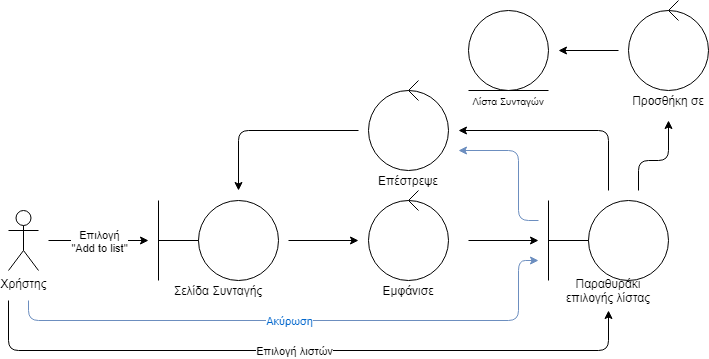 Λίστα Συνταγών
Προσθήκη σε
Επέστρεψε
Επιλογή
"Add to list"
Χρήστης
Σελίδα Συνταγής
Εμφάνισε
Παραθυράκι
επιλογής λίστας
Ακύρωση
Επιλογή λιστών